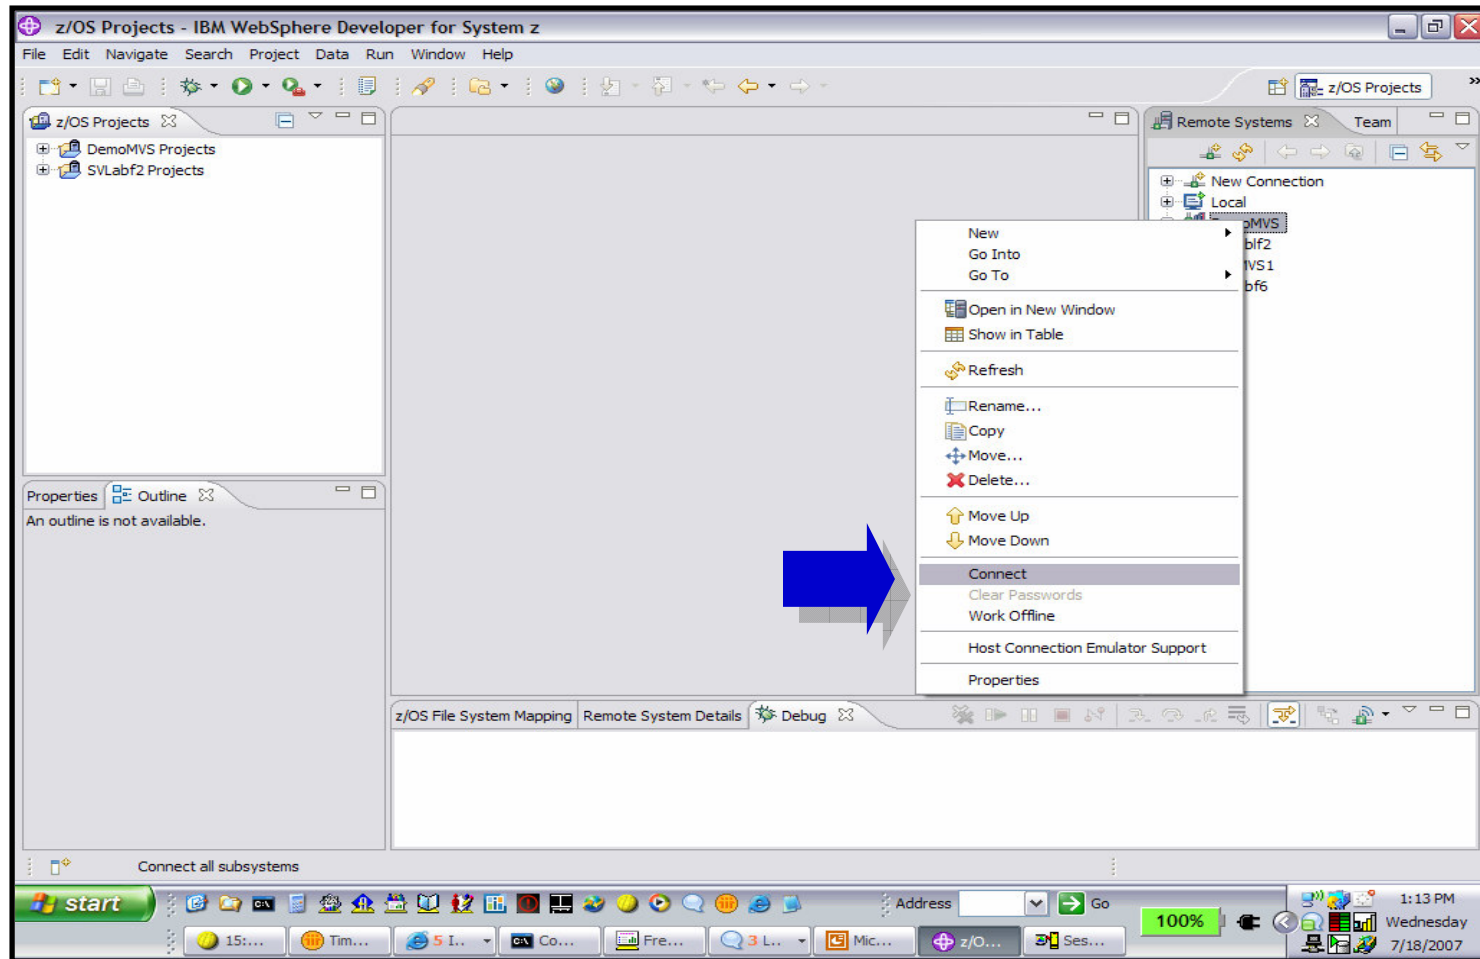 z/OS Projects - IBM WebSphere Developer for System z
File Edit Navigate Search Project Data Run Window Help
z/OS Projects
z/OS Projects
DemoMVS Projects
SVLabf2 Projects
Remote Systems Team
New Connection
Local
oMVS
blf2
MVS1
bf6
New
Go Into
Go To
Open in New Window
Show in Table
Refresh
Rename...
Copy
Move...
Delete...
Move Up
Move Down
Connect
Clear Passwords
Work Offline
Host Connection Emulator Support
Properties
Properties Outline
An outline is not available.
z/OS File System Mapping Remote System Details Debug
Connect all subsystems
start
Address
Go
100%
1:13 PM
Wednesday
7/18/2007
15:...
Tim...
5 I..
Co...
Fre...
3 L..
Mic...
z/O...
Ses...